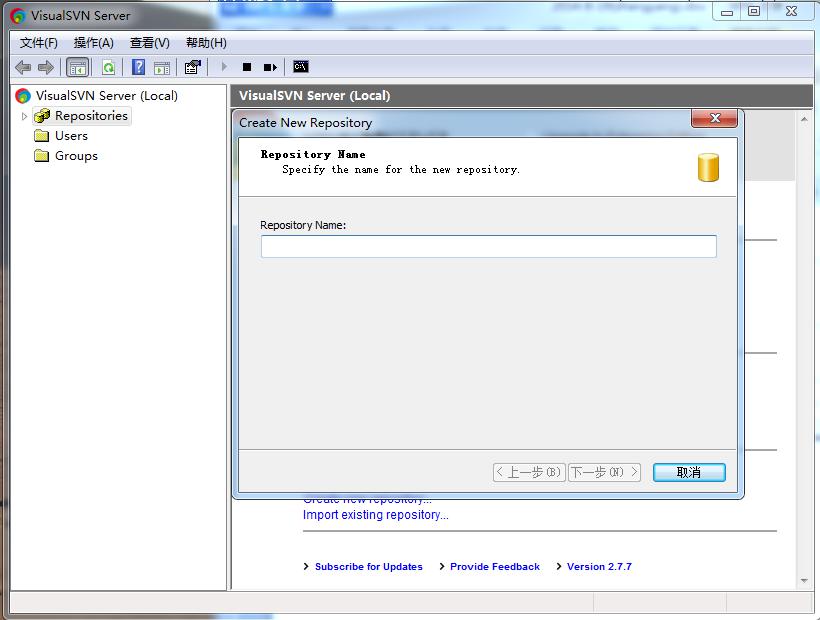 VisualSVN Server
文件(F) 操作(A) 查看(V) 帮助(H)
VisualSVN Server (Local)
Repositories
Users
Groups
VisualSVN Server (Local)
Create New Repository
Repository Name
Specify the name for the new repository.
Repository Name:
< 上一步(B) 下一步(N) > 取消
Create new repository...
Import existing repository...
Subscribe for Updates Provide Feedback Version 2.7.7